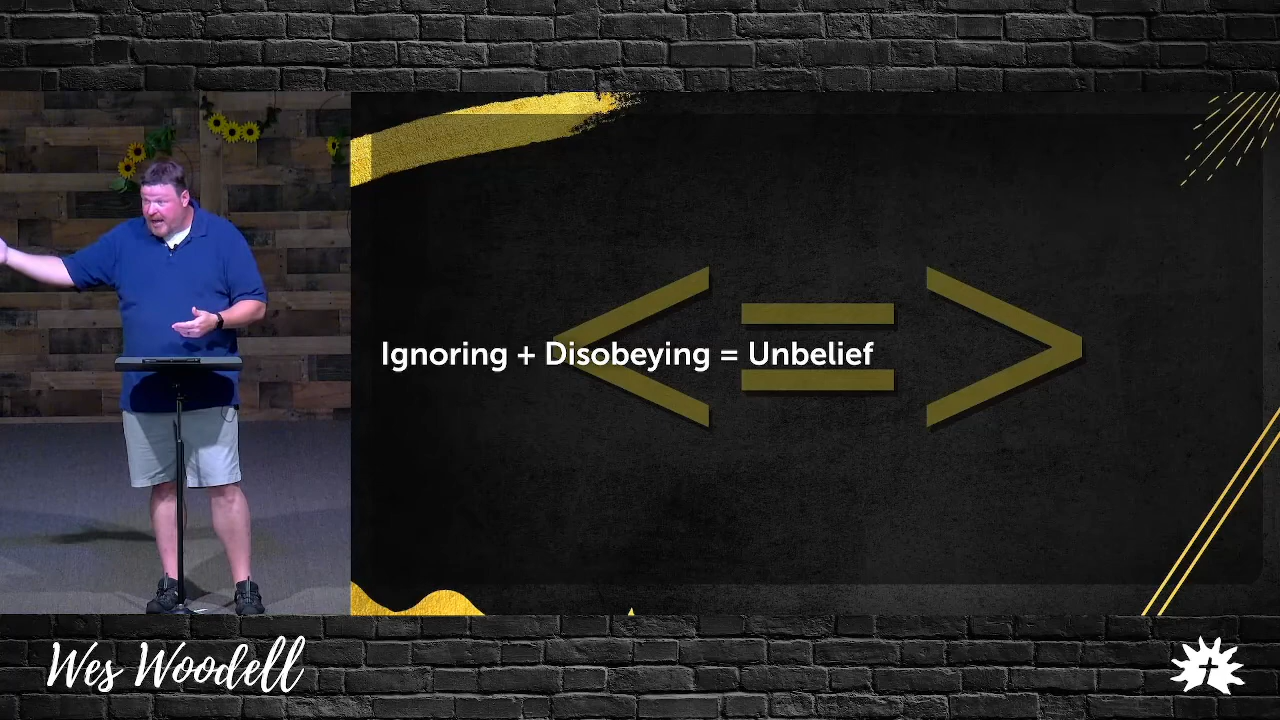 < = >
Ignoring + Disobeying = Unbelief
Wes Woodell